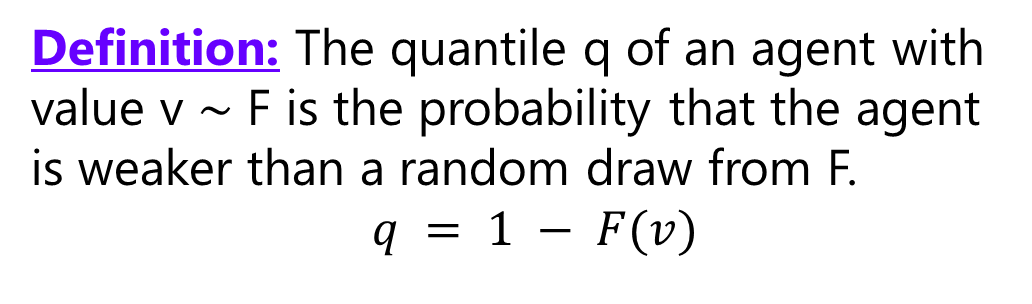 Definition: The quantile q of an agent with
value v ~ F is the probability that the agent
is weaker than a random draw from F.
q = 1 − F(v)